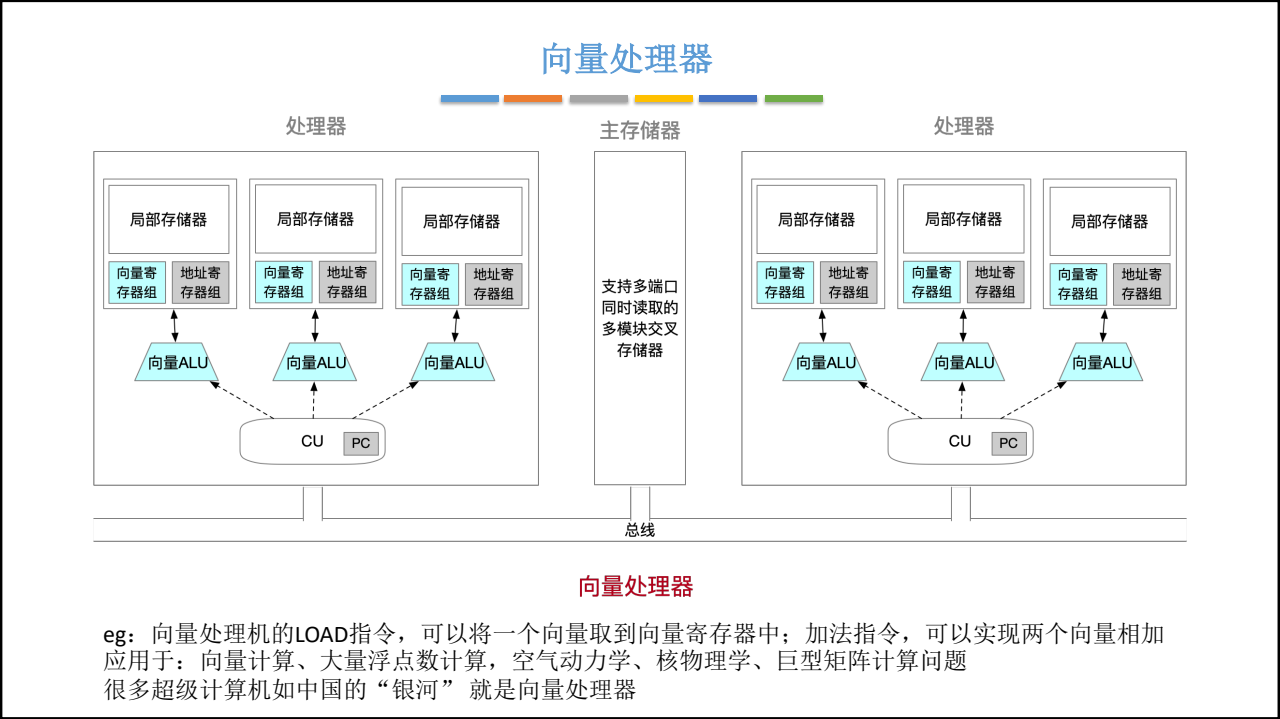 向量处理器
处理器
主存储器
处理器
局部存储器
局部存储器
局部存储器
向量寄
存器组
地址寄
存器组
向量寄
存器组
地址寄
存器组
向量寄
存器组
地址寄
存器组
向量ALU
向量ALU
向量ALU
CU
PC
支持多端口
同时读取的
多模块交叉
存储器
局部存储器
局部存储器
局部存储器
向量寄
存器组
地址寄
存器组
向量寄
存器组
地址寄
存器组
向量寄
存器组
地址寄
存器组
向量ALU
向量ALU
向量ALU
CU
PC
总线
向量处理器
eg：向量处理机的LOAD指令，可以将一个向量取到向量寄存器中；加法指令，可以实现两个向量相加
应用于：向量计算、大量浮点数计算，空气动力学、核物理学、巨型矩阵计算问题
很多超级计算机如中国的“银河” 就是向量处理器